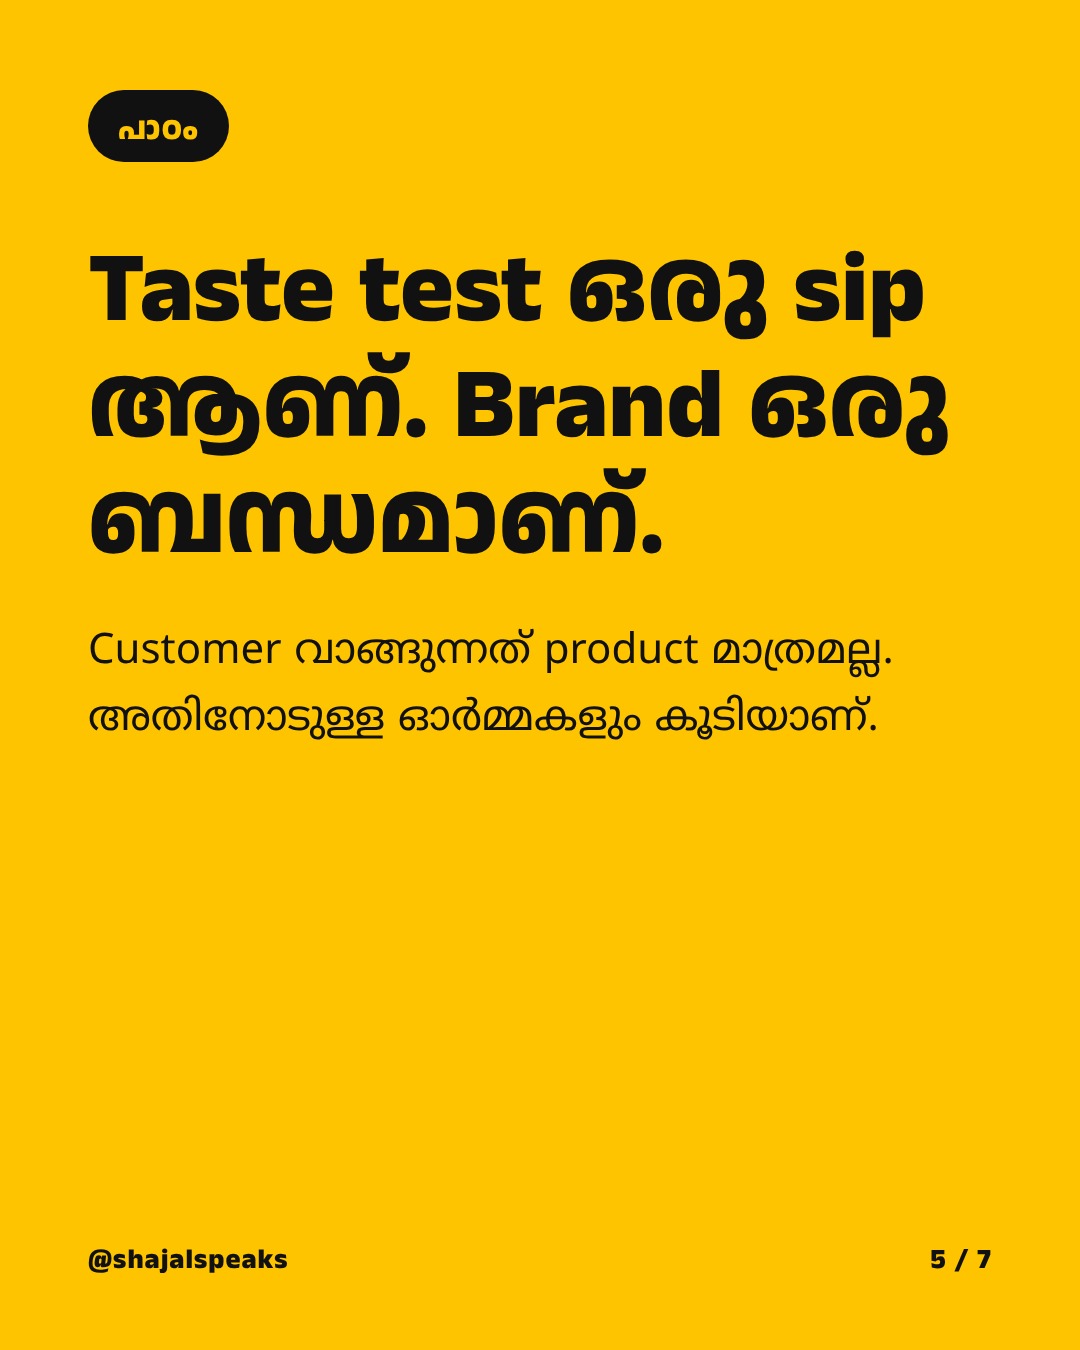 പാഠം
Taste test ഒരു sip
ആണ്. Brand ഒരു
ബന്ധമാണ്.
Customer വാങ്ങുന്നത് product മാത്രമല്ല.
അതിനോടുള്ള ഓർമ്മകളും കൂടിയാണ്.
@shajalspeaks
5 / 7